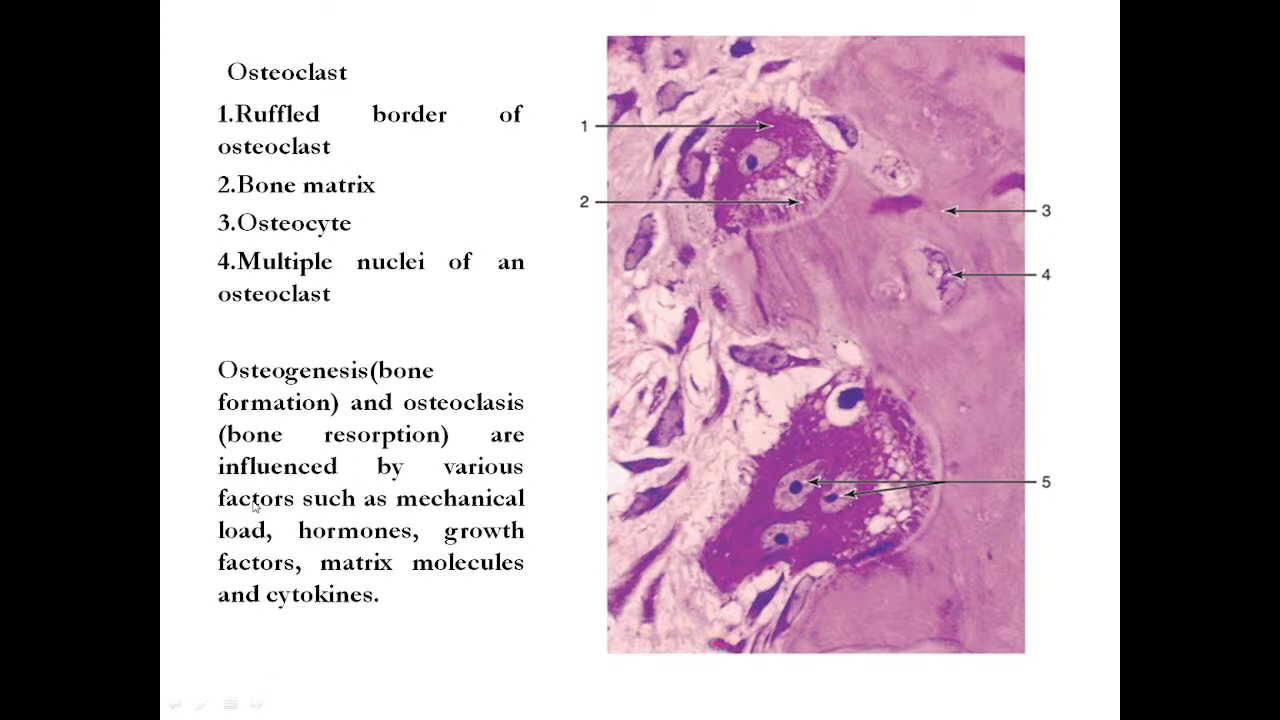 Osteoclast
1.Ruffled border of
osteoclast
2.Bone matrix
3.Osteocyte
4.Multiple nuclei of an
osteoclast
Osteogenesis(bone
formation) and osteoclasis
(bone resorption) are
influenced by various
factors such as mechanical
load, hormones, growth
factors, matrix molecules
and cytokines.
1
2
3
4
5